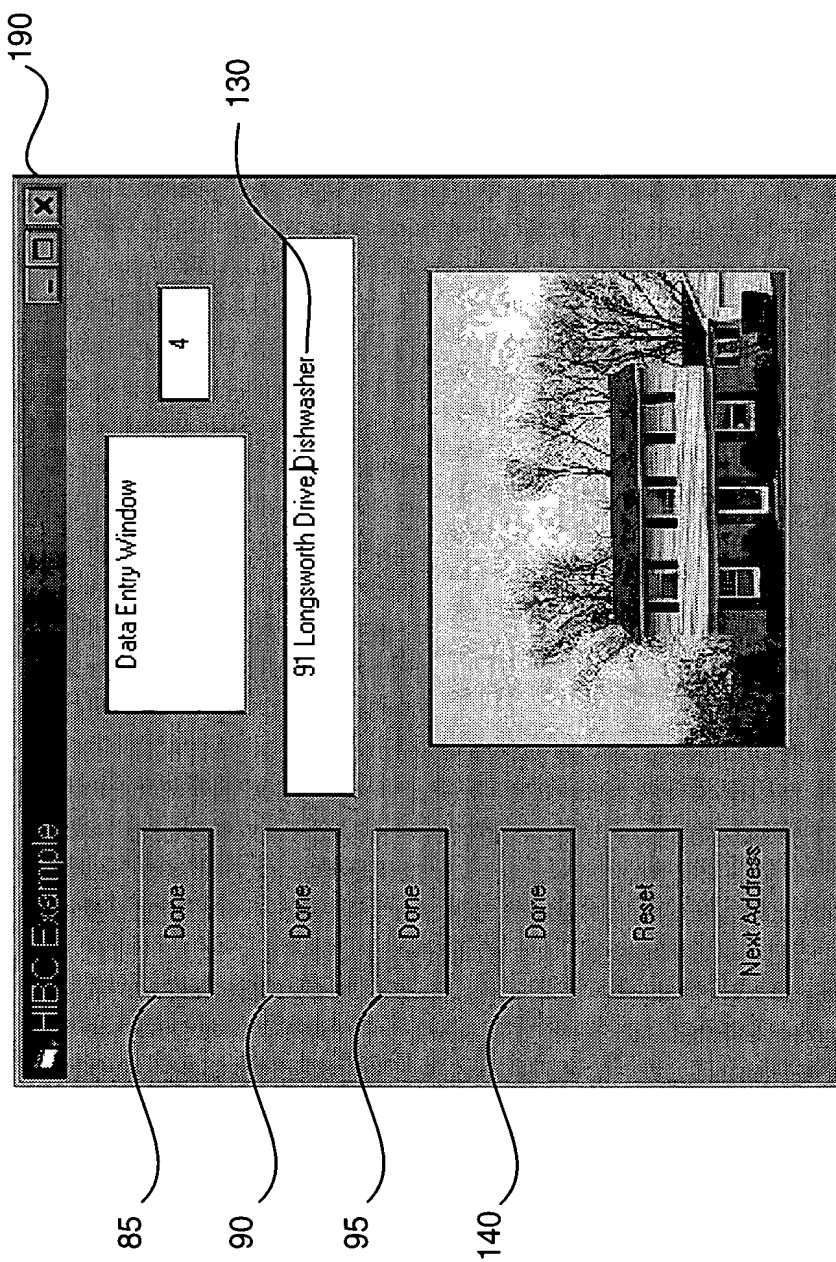 190
HIBC Example
Data Entry Window
4
130
91 Longsworth Drive,Dishwasher
85
Done
90
Done
95
Done
140
Done
Reset
Next Address